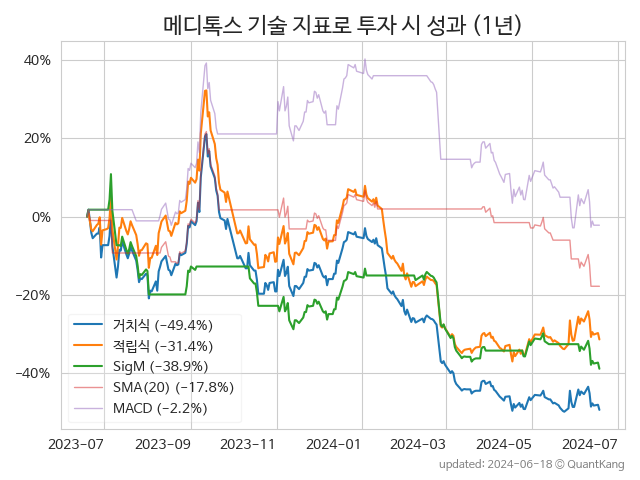 메디톡스 기술 지표로 투자 시 성과 (1년)
40%
20%
0%
−20%
−40%
거치식 (−49.4%)
적립식 (−31.4%)
SigM (−38.9%)
SMA(20) (−17.8%)
MACD (−2.2%)
2023-07 2023-09 2023-11 2024-01 2024-03 2024-05 2024-07
updated: 2024-06-18 © QuantKang